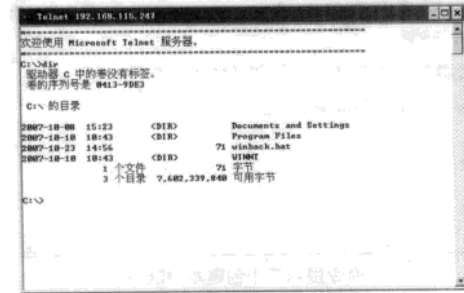 Telnet 192.168.115.247
欢迎使用 Microsoft Telnet 服务器。
C:\>dir
驱动器 C 中的卷没有标签。
卷的序列号是 0413-9DE3
C:\ 的目录
2007-10-08 15:23 <DIR> Documents and Settings
2007-10-10 10:43 <DIR> Program Files
2007-10-23 14:56 71 winback.bat
2007-10-10 10:43 <DIR> WINNT
1 个文件 71 字节
3 个目录 7,602,339,840 可用字节
C:\>